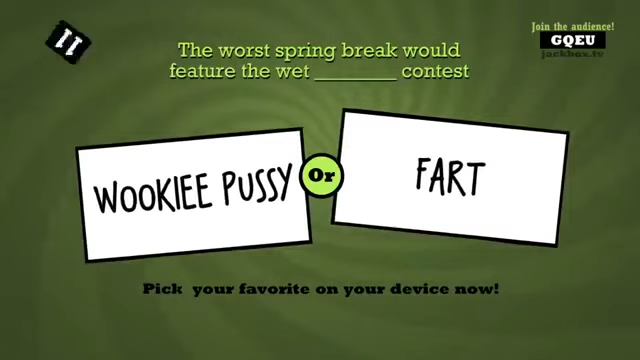 11
The worst spring break would
feature the wet ________ contest
Join the audience!
GQEU
jackbox.tv
WOOKIEE PUSSY
Or
FART
Pick your favorite on your device now!